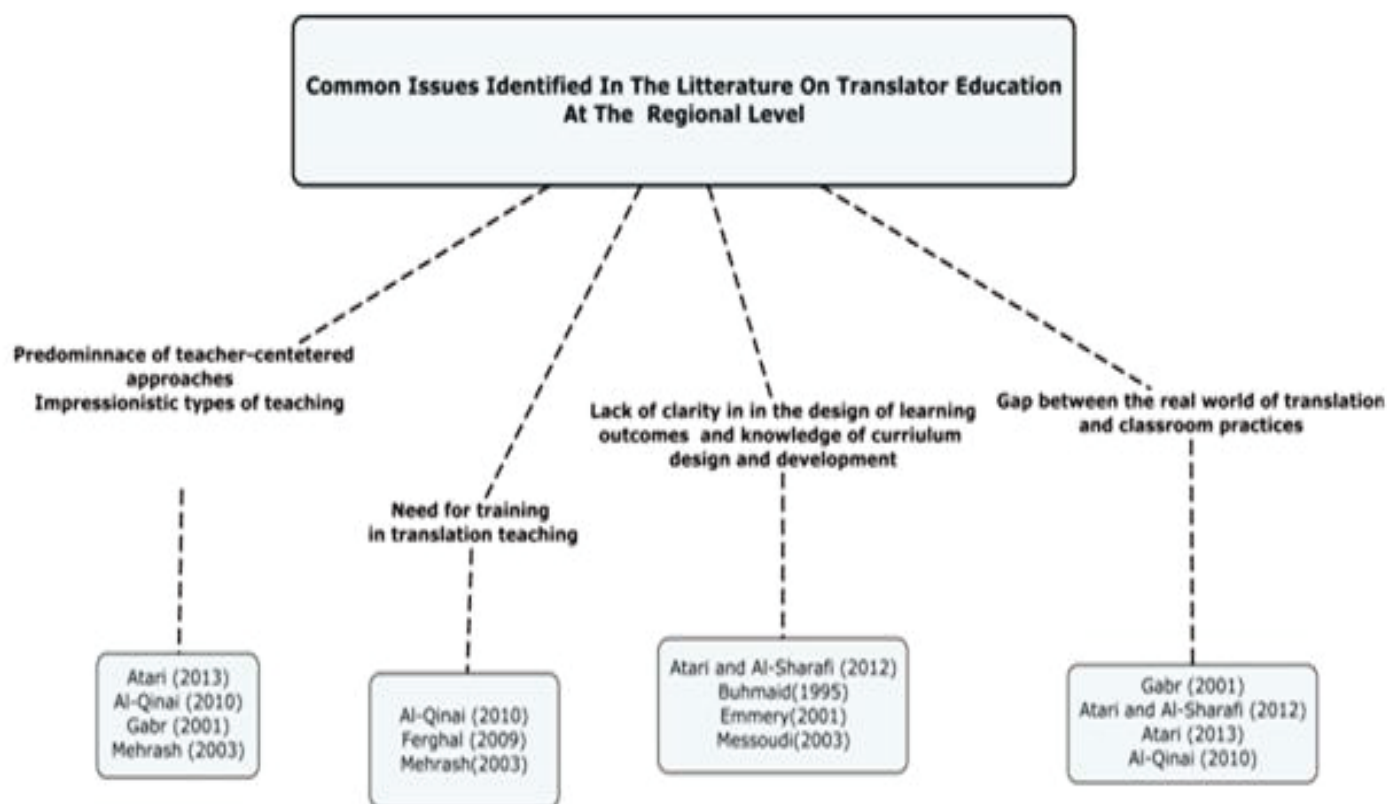 Common Issues Identified In The Litterature On Translator Education
At The Regional Level
Predominnace of teacher-centetered
approaches
Impressionistic types of teaching
Need for training
in translation teaching
Lack of clarity in in the design of learning
outcomes and knowledge of curriulum
design and development
Gap between the real world of translation
and classroom practices
Atari (2013)
Al-Qinai (2010)
Gabr (2001)
Mehrash (2003)
Al-Qinai (2010)
Ferghal (2009)
Mehrash(2003)
Atari and Al-Sharafi (2012)
Buhmaid(1995)
Emmery(2001)
Messoudi(2003)
Gabr (2001)
Atari and Al-Sharafi (2012)
Atari (2013)
Al-Qinai (2010)